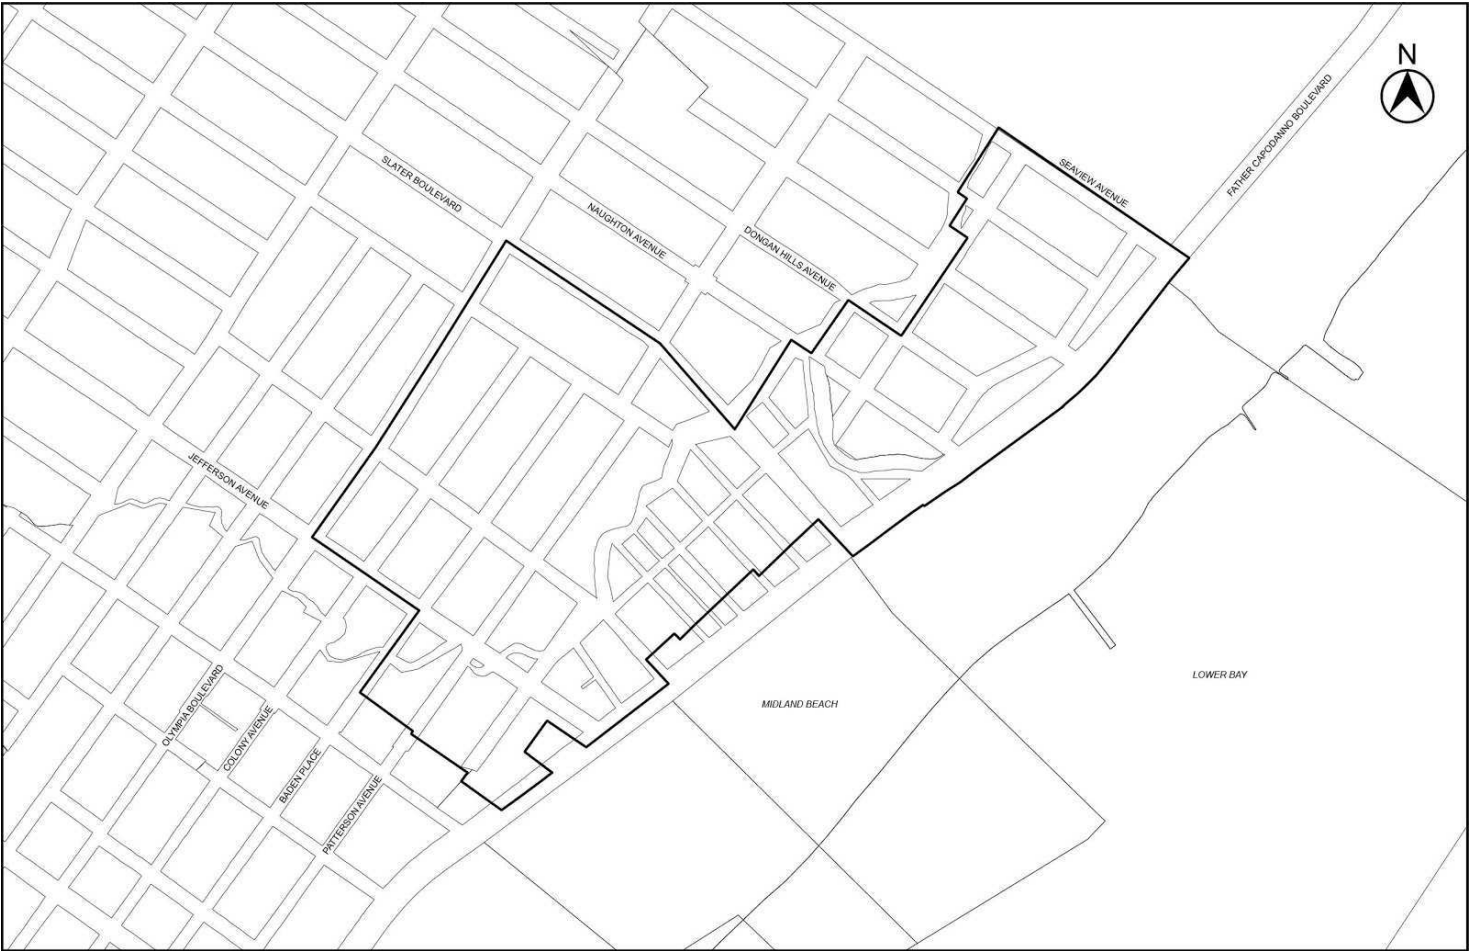 N
FATHER CAPODANNO BOULEVARD
SEAVIEW AVENUE
SLATER BOULEVARD
NAUGHTON AVENUE
DONGAN HILLS AVENUE
JEFFERSON AVENUE
LOWER BAY
MIDLAND BEACH
OLYMPIA BOULEVARD
COLONY AVENUE
BADEN PLACE
PATTERSON AVENUE